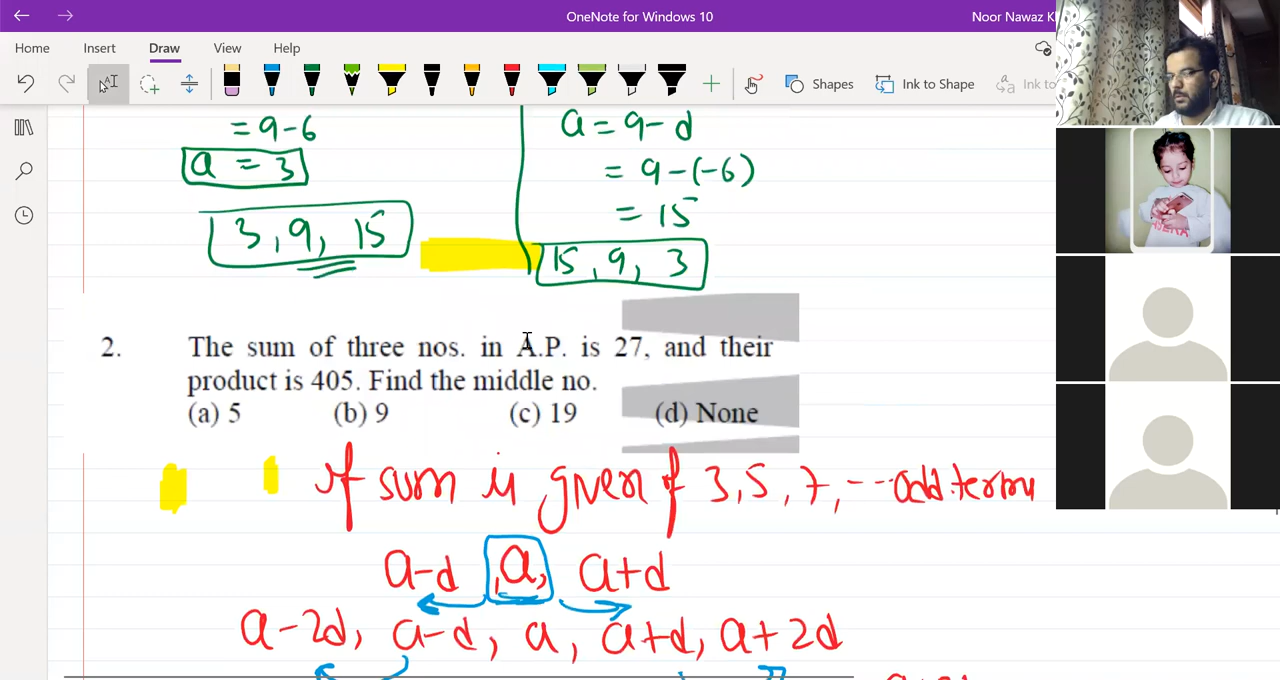 OneNote for Windows 10
Noor Nawaz
Home Insert Draw View Help
Shapes Ink to Shape Ink to
= 9-6
a = 3
3, 9, 15
a = 9-d
= 9-(-6)
= 15
15, 9, 3
2. The sum of three nos. in A.P. is 27, and their
product is 405. Find the middle no.
(a) 5 (b) 9 (c) 19 (d) None
If sum is given of 3, 5, 7, --- odd terms
a-d, a, a+d
a-2d, a-d, a, a+d, a+2d